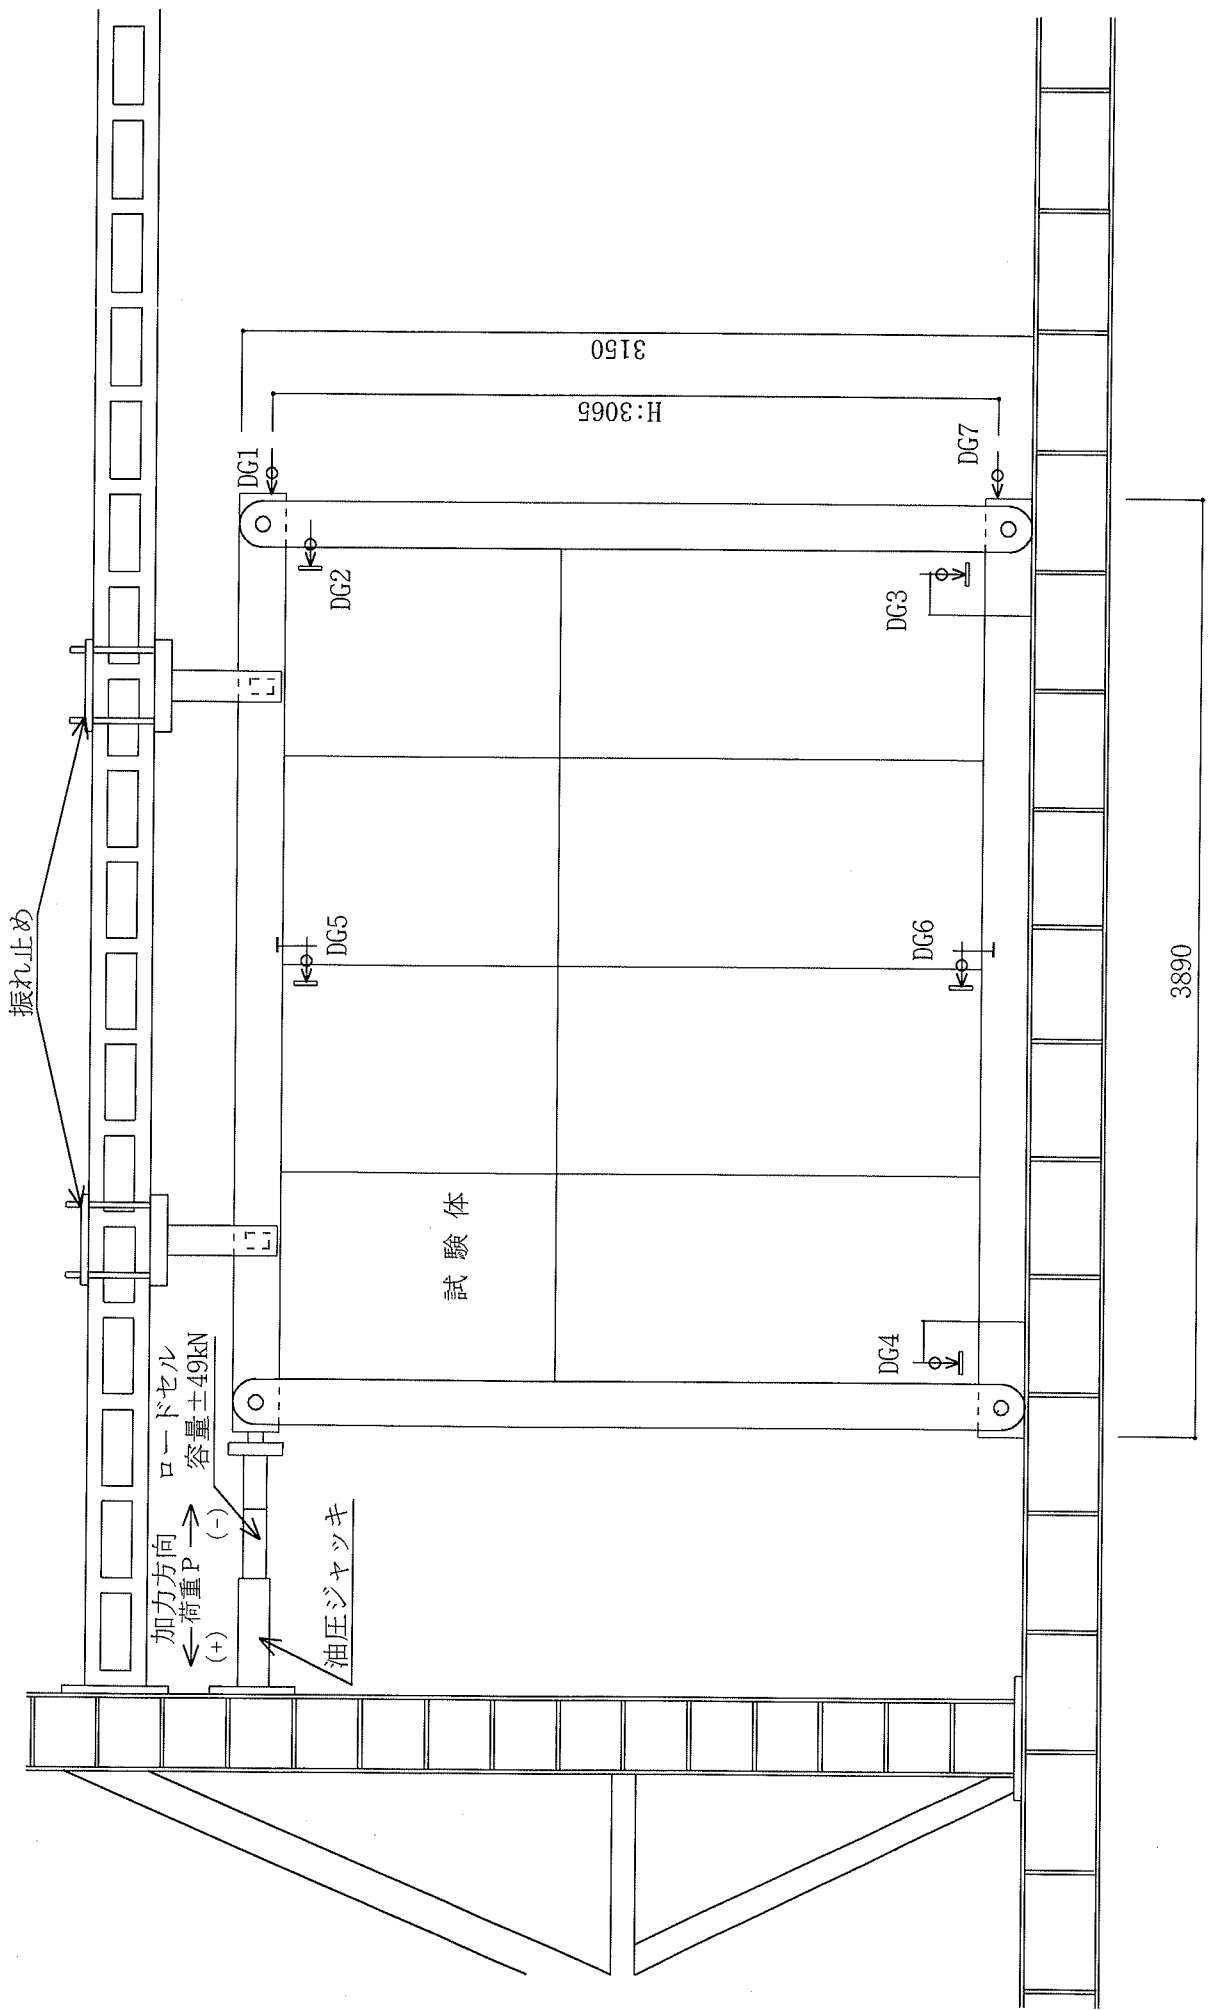 振れ止め
加力方向
←荷重P→
(+)
(-)
ロードセル
容量±49kN
油圧ジャッキ
試験体
DG1
DG2
DG5
DG4
DG6
DG3
DG7
H:3065
3150
3890